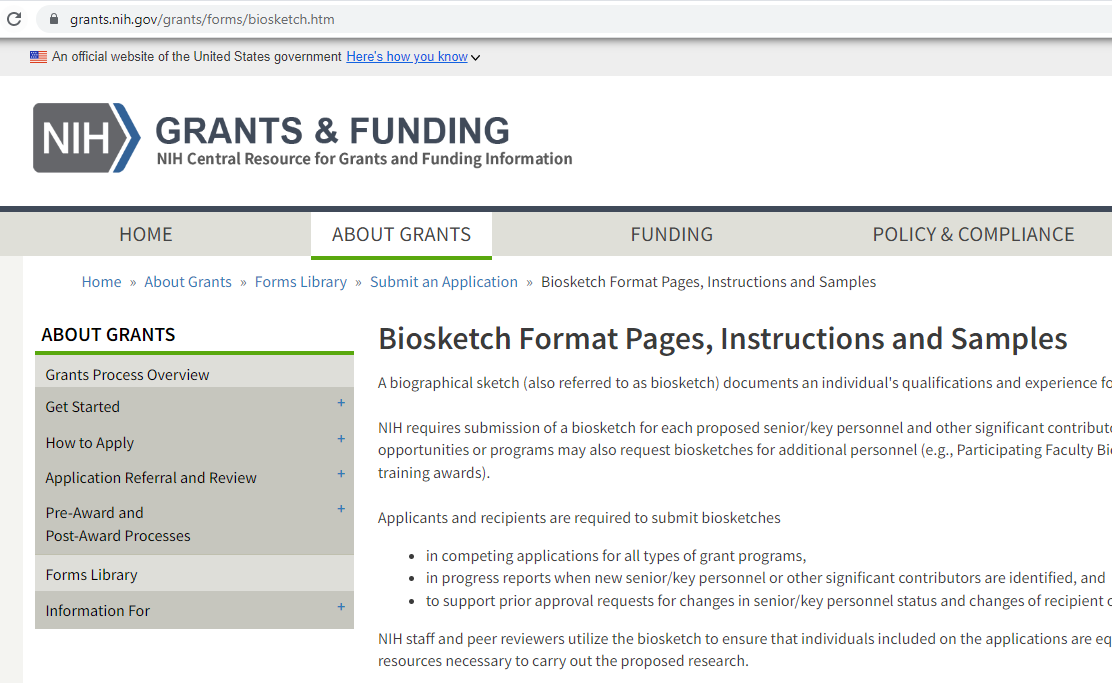 grants.nih.gov/grants/forms/biosketch.htm
An official website of the United States government Here's how you know
NIH
GRANTS & FUNDING
NIH Central Resource for Grants and Funding Information
HOME ABOUT GRANTS FUNDING POLICY & COMPLIANCE
Home » About Grants » Forms Library » Submit an Application » Biosketch Format Pages, Instructions and Samples
ABOUT GRANTS
Grants Process Overview
Get Started +
How to Apply +
Application Referral and Review +
Pre-Award and +
Post-Award Processes
Forms Library
Information For +
Biosketch Format Pages, Instructions and Samples
A biographical sketch (also referred to as biosketch) documents an individual's qualifications and experience
NIH requires submission of a biosketch for each proposed senior/key personnel and other significant
opportunities or programs may also request biosketches for additional personnel (e.g., Participating Faculty
training awards).
Applicants and recipients are required to submit biosketches
• in competing applications for all types of grant programs,
• in progress reports when new senior/key personnel or other significant contributors are identified, and
• to support prior approval requests for changes in senior/key personnel status and changes of recipient
NIH staff and peer reviewers utilize the biosketch to ensure that individuals included on the applications are
resources necessary to carry out the proposed research.